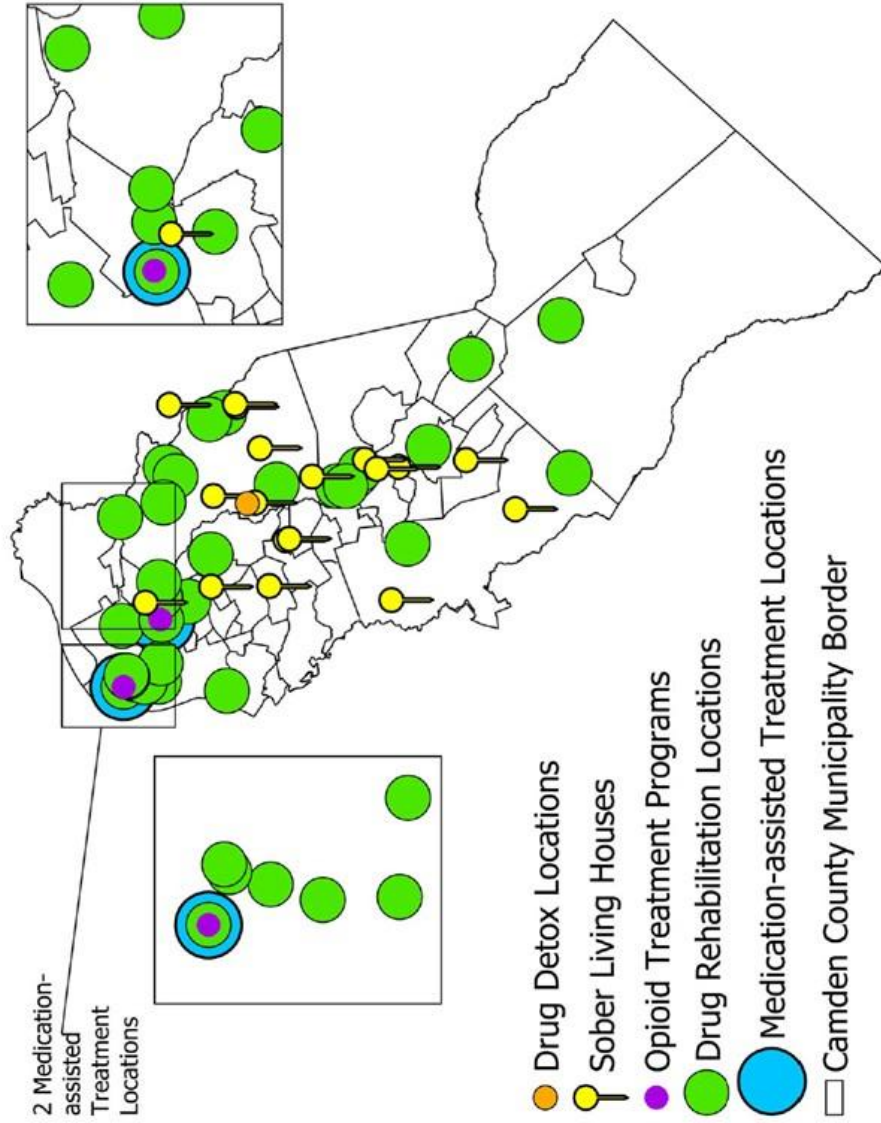 2 Medication-
assisted
Treatment
Locations
Drug Detox Locations
Sober Living Houses
Opioid Treatment Programs
Drug Rehabilitation Locations
Medication-assisted Treatment Locations
Camden County Municipality Border